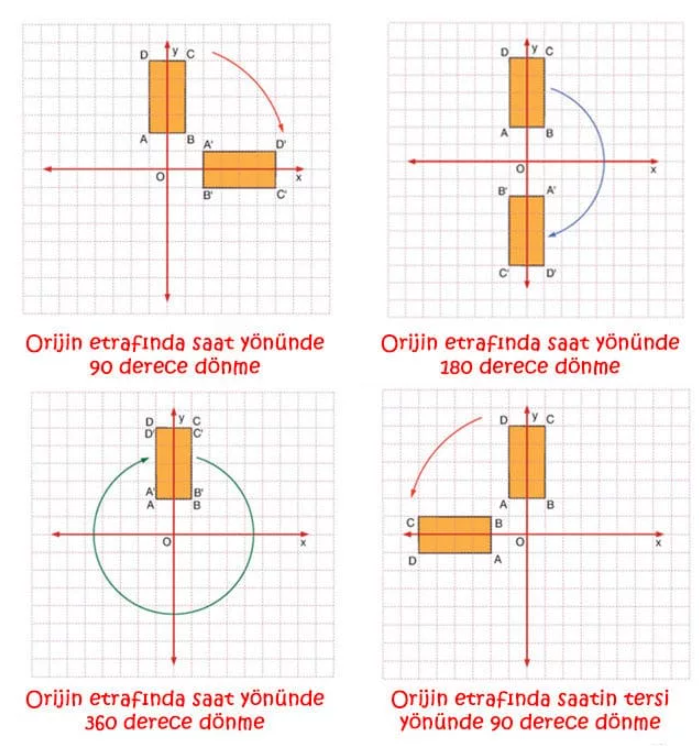 D y C
A B A' D'
O x
B' C'
Orijin etrafında saat yönünde
90 derece dönme
D y C
A B
O x
B' A'
C' D'
Orijin etrafında saat yönünde
180 derece dönme
D y C
D' C'
A' B'
A B
O x
Orijin etrafında saat yönünde
360 derece dönme
D y C
A B
C B
O x
D A
Orijin etrafında saatin tersi
yönünde 90 derece dönme